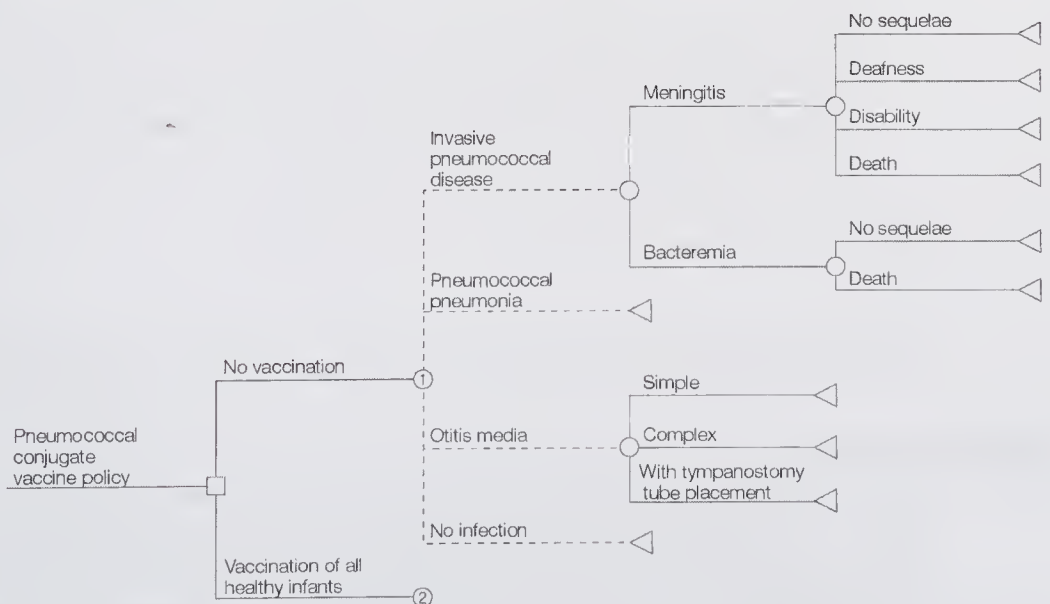 Pneumococcal
conjugate
vaccine policy
No vaccination
1
Invasive
pneumococcal
disease
Meningitis
No sequelae
Deafness
Disability
Death
Bacteremia
No sequelae
Death
Pneumococcal
pneumonia
Otitis media
Simple
Complex
With tympanostomy
tube placement
No infection
Vaccination of all
healthy infants
2